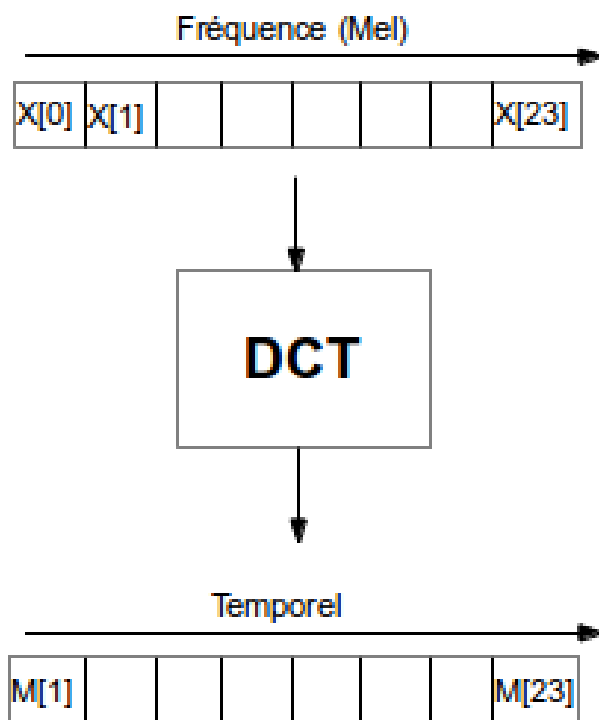 Fréquence (Mel)
X[0] X[1] X[23]
DCT
Temporel
M[1] M[23]